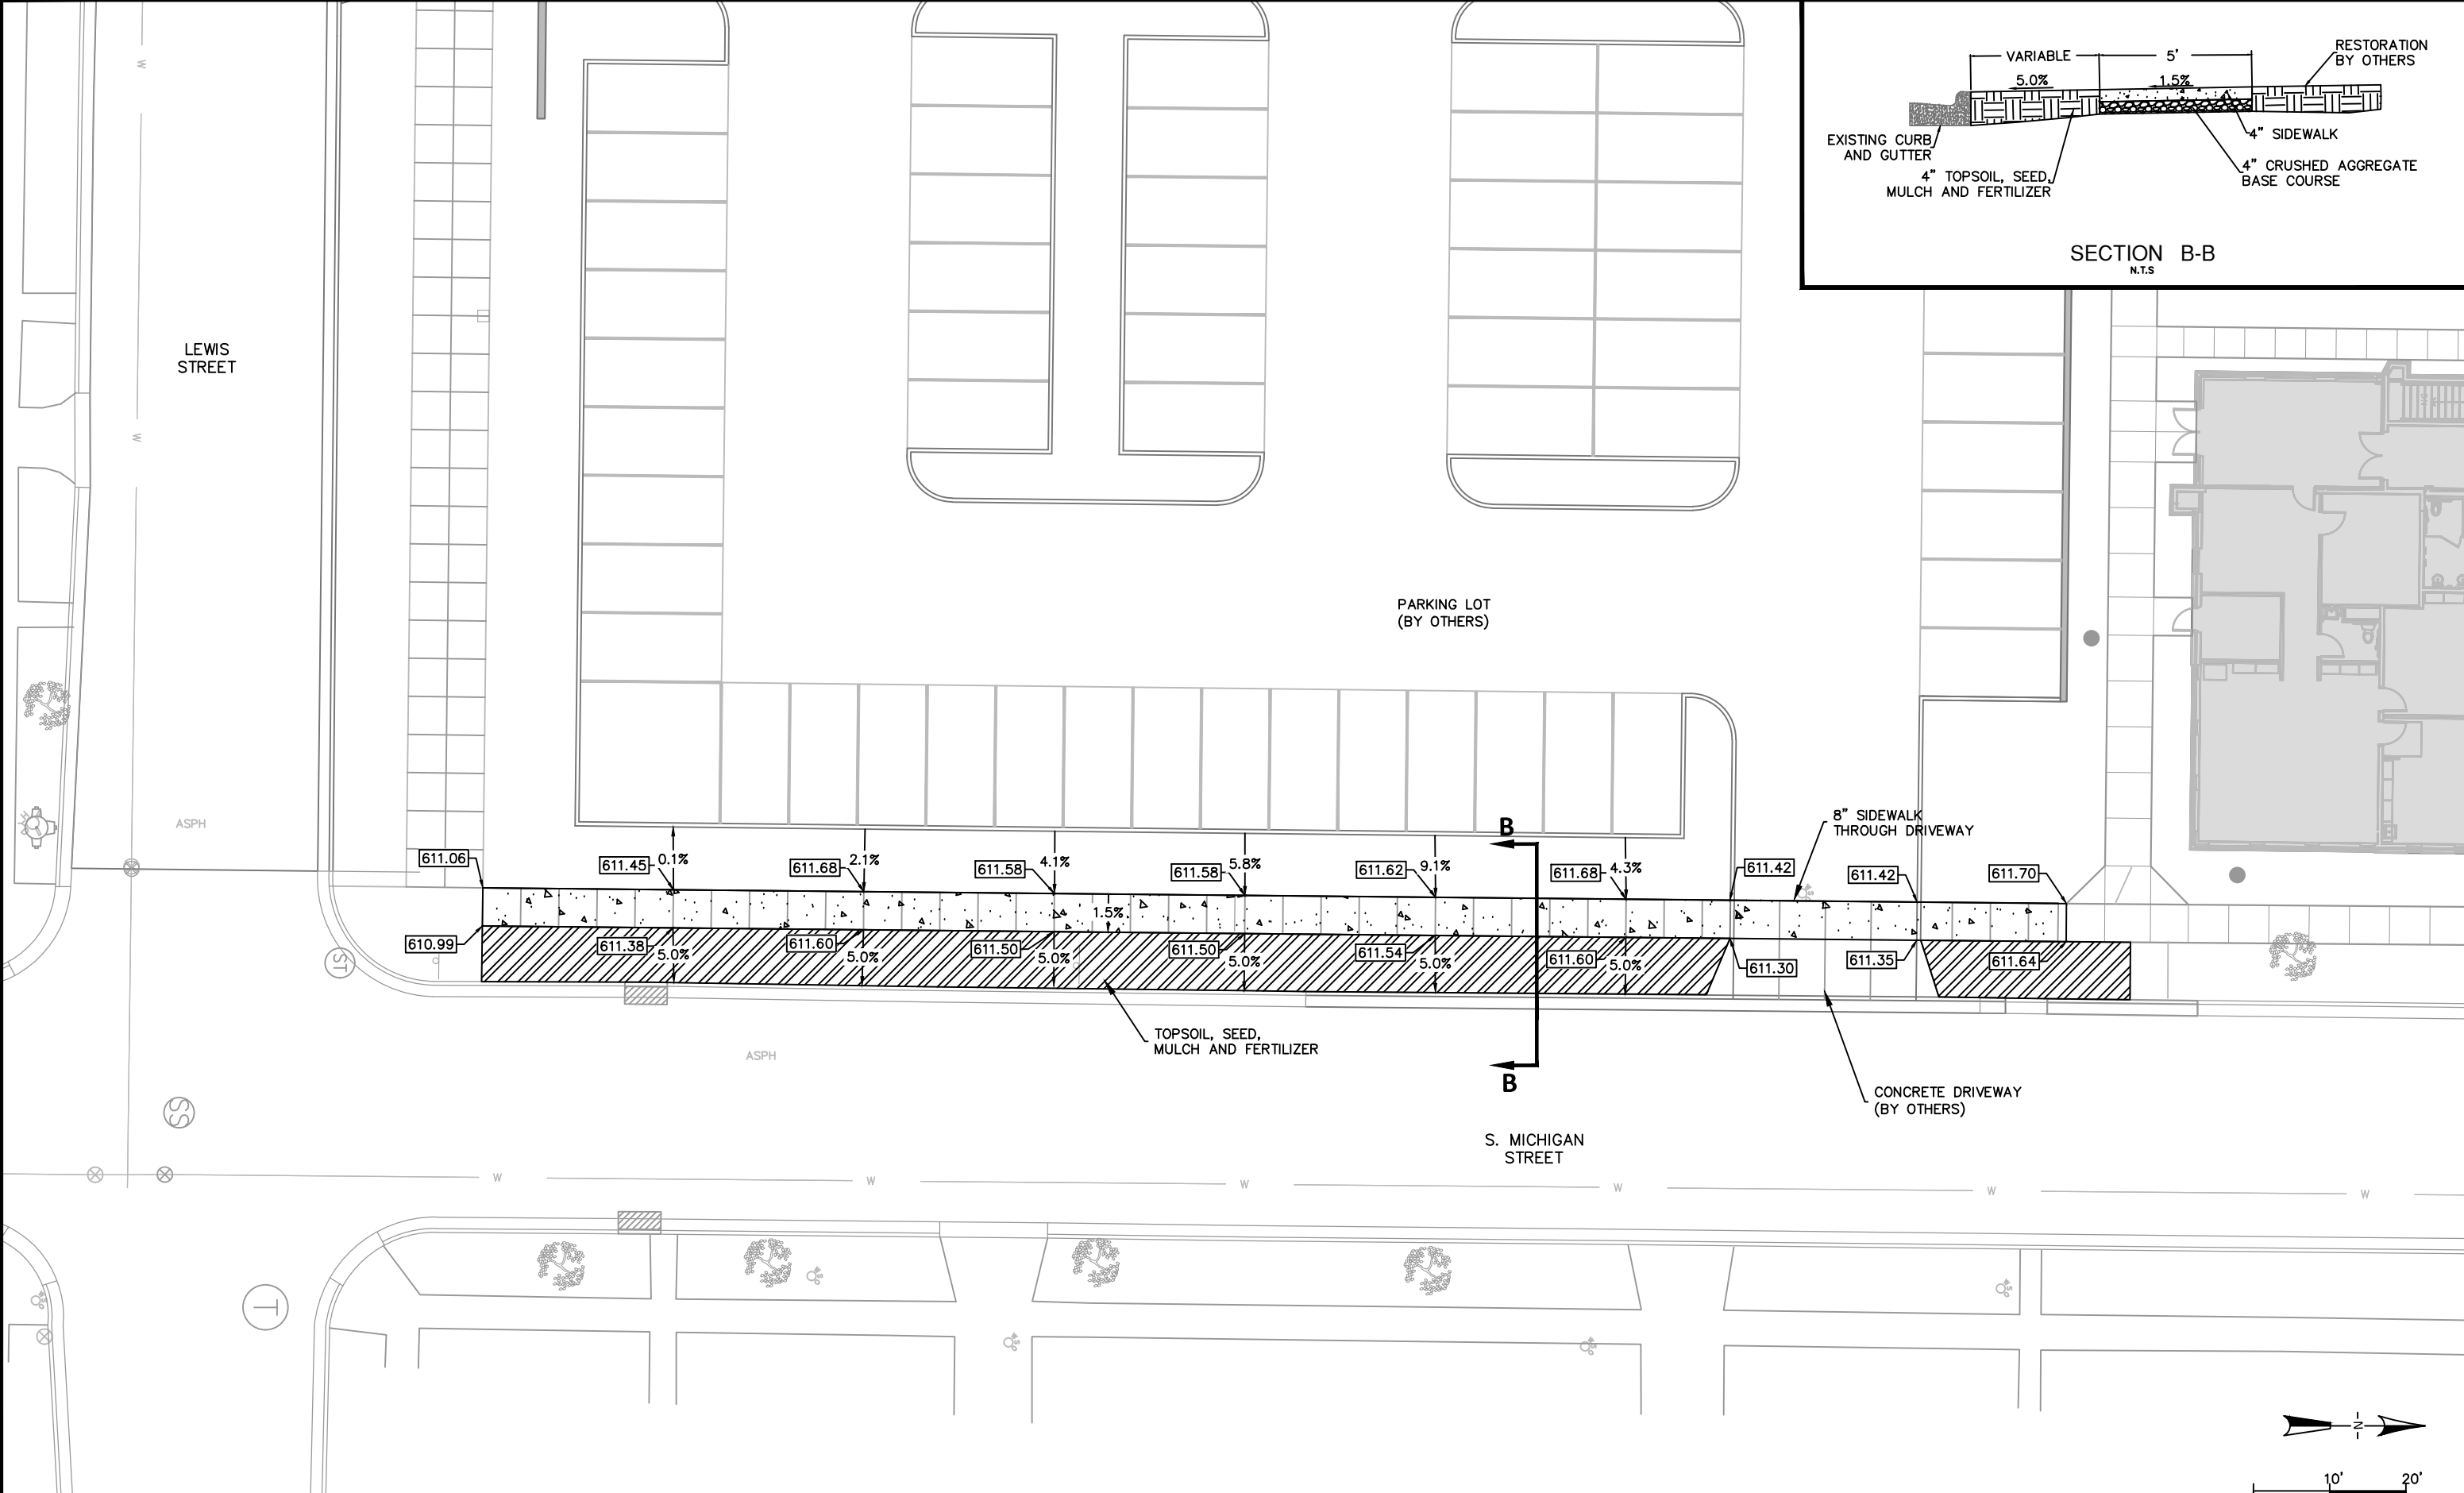 VARIABLE
5'
RESTORATION
BY OTHERS
5.0%
1.5%
EXISTING CURB
AND GUTTER
4" SIDEWALK
4" TOPSOIL, SEED,
MULCH AND FERTILIZER
4" CRUSHED AGGREGATE
BASE COURSE
SECTION B-B
N.T.S
W
W
LEWIS
STREET
PARKING LOT
(BY OTHERS)
ASPH
8" SIDEWALK
THROUGH DRIVEWAY
B
611.06
611.45
0.1%
611.68
2.1%
611.58
4.1%
611.58
5.8%
611.62
9.1%
611.68
4.3%
611.42
611.42
611.70
1.5%
610.99
611.38
5.0%
611.60
5.0%
611.50
5.0%
611.50
5.0%
611.54
5.0%
611.60
5.0%
611.30
611.35
611.64
ST
TOPSOIL, SEED,
MULCH AND FERTILIZER
ASPH
B
CONCRETE DRIVEWAY
(BY OTHERS)
SS
S. MICHIGAN
STREET
W
W
W
W
W
W
T
N
10'
20'